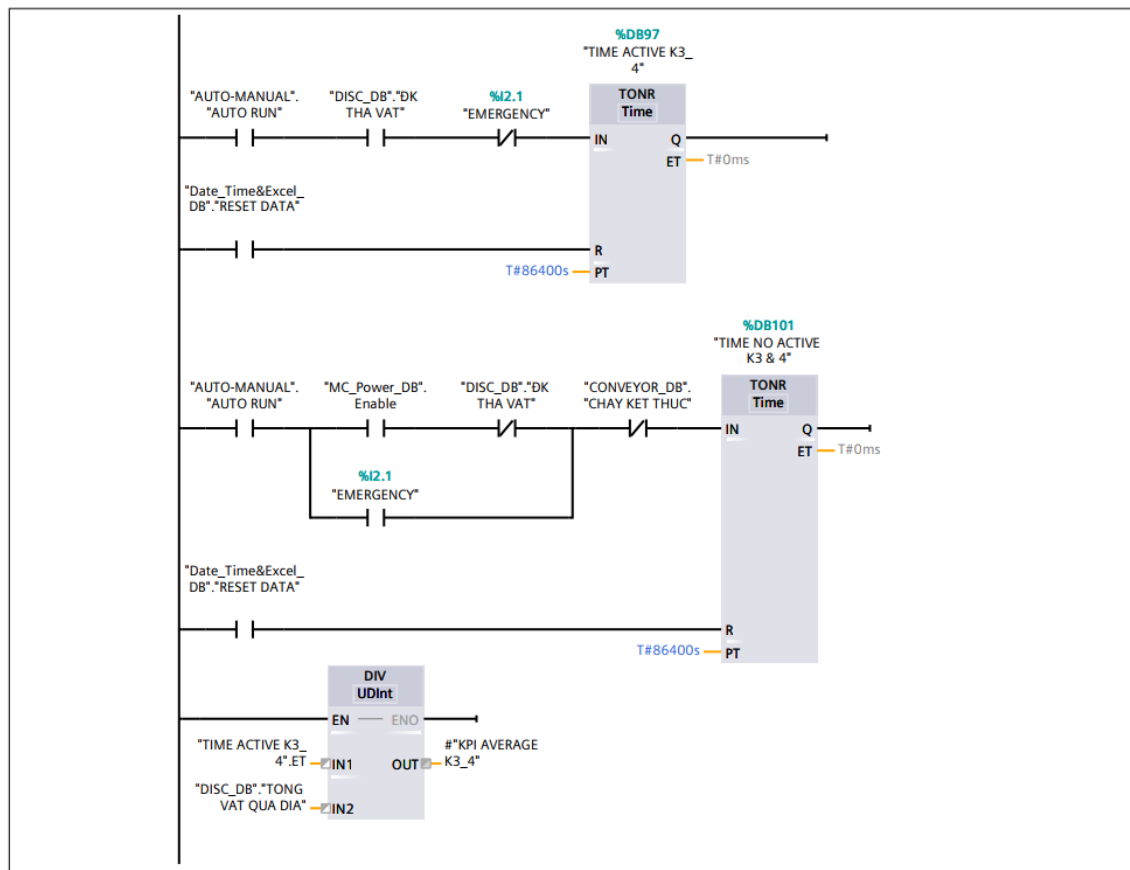 %DB97
"TIME ACTIVE K3_
4"
TONR
Time
"AUTO-MANUAL".
"AUTO RUN"
"DISC_DB"."ĐK
THA VAT"
%I2.1
"EMERGENCY"
IN
Q
ET
T#0ms
"Date_Time&Excel_
DB"."RESET DATA"
R
T#86400s
PT
%DB101
"TIME NO ACTIVE
K3 & 4"
TONR
Time
"AUTO-MANUAL".
"AUTO RUN"
"MC_Power_DB".
Enable
"DISC_DB"."ĐK
THA VAT"
"CONVEYOR_DB".
"CHAY KET THUC"
IN
Q
ET
T#0ms
%I2.1
"EMERGENCY"
"Date_Time&Excel_
DB"."RESET DATA"
R
T#86400s
PT
DIV
UDInt
EN
ENO
"TIME ACTIVE K3_
4".ET
IN1
OUT
#"KPI AVERAGE
K3_4"
"DISC_DB"."TONG
VAT QUA DIA"
IN2